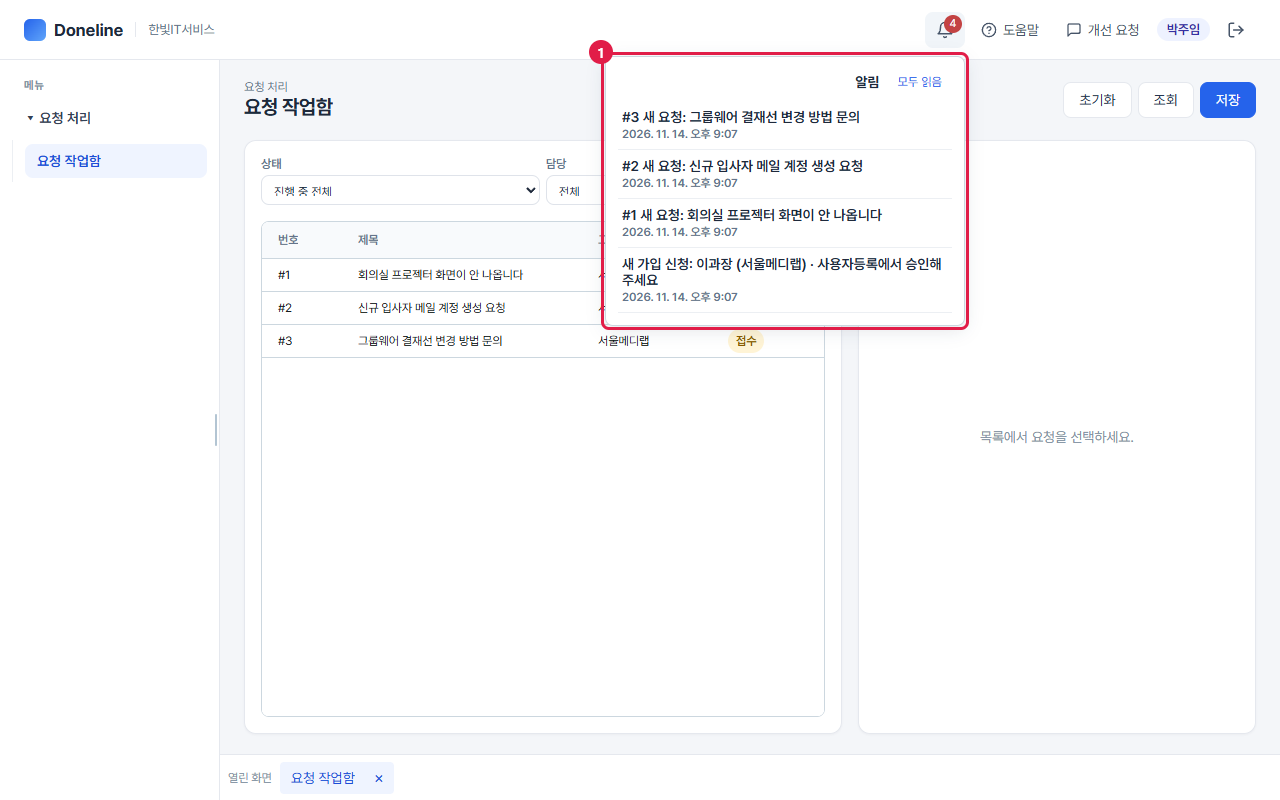 Doneline
한빛IT서비스
4
도움말
개선 요청
박주임
1
메뉴
요청 처리
요청 작업함
요청 처리
요청 작업함
초기화
조회
저장
알림
모두 읽음
#3 새 요청: 그룹웨어 결재선 변경 방법 문의
2026. 11. 14. 오후 9:07
#2 새 요청: 신규 입사자 메일 계정 생성 요청
2026. 11. 14. 오후 9:07
#1 새 요청: 회의실 프로젝터 화면이 안 나옵니다
2026. 11. 14. 오후 9:07
새 가입 신청: 이과장 (서울메디랩) · 사용자등록에서 승인해
주세요
2026. 11. 14. 오후 9:07
상태
담당
진행 중 전체
전체
번호
제목
#1
회의실 프로젝터 화면이 안 나옵니다
#2
신규 입사자 메일 계정 생성 요청
#3
그룹웨어 결재선 변경 방법 문의
서울메디랩
접수
목록에서 요청을 선택하세요.
열린 화면
요청 작업함
×